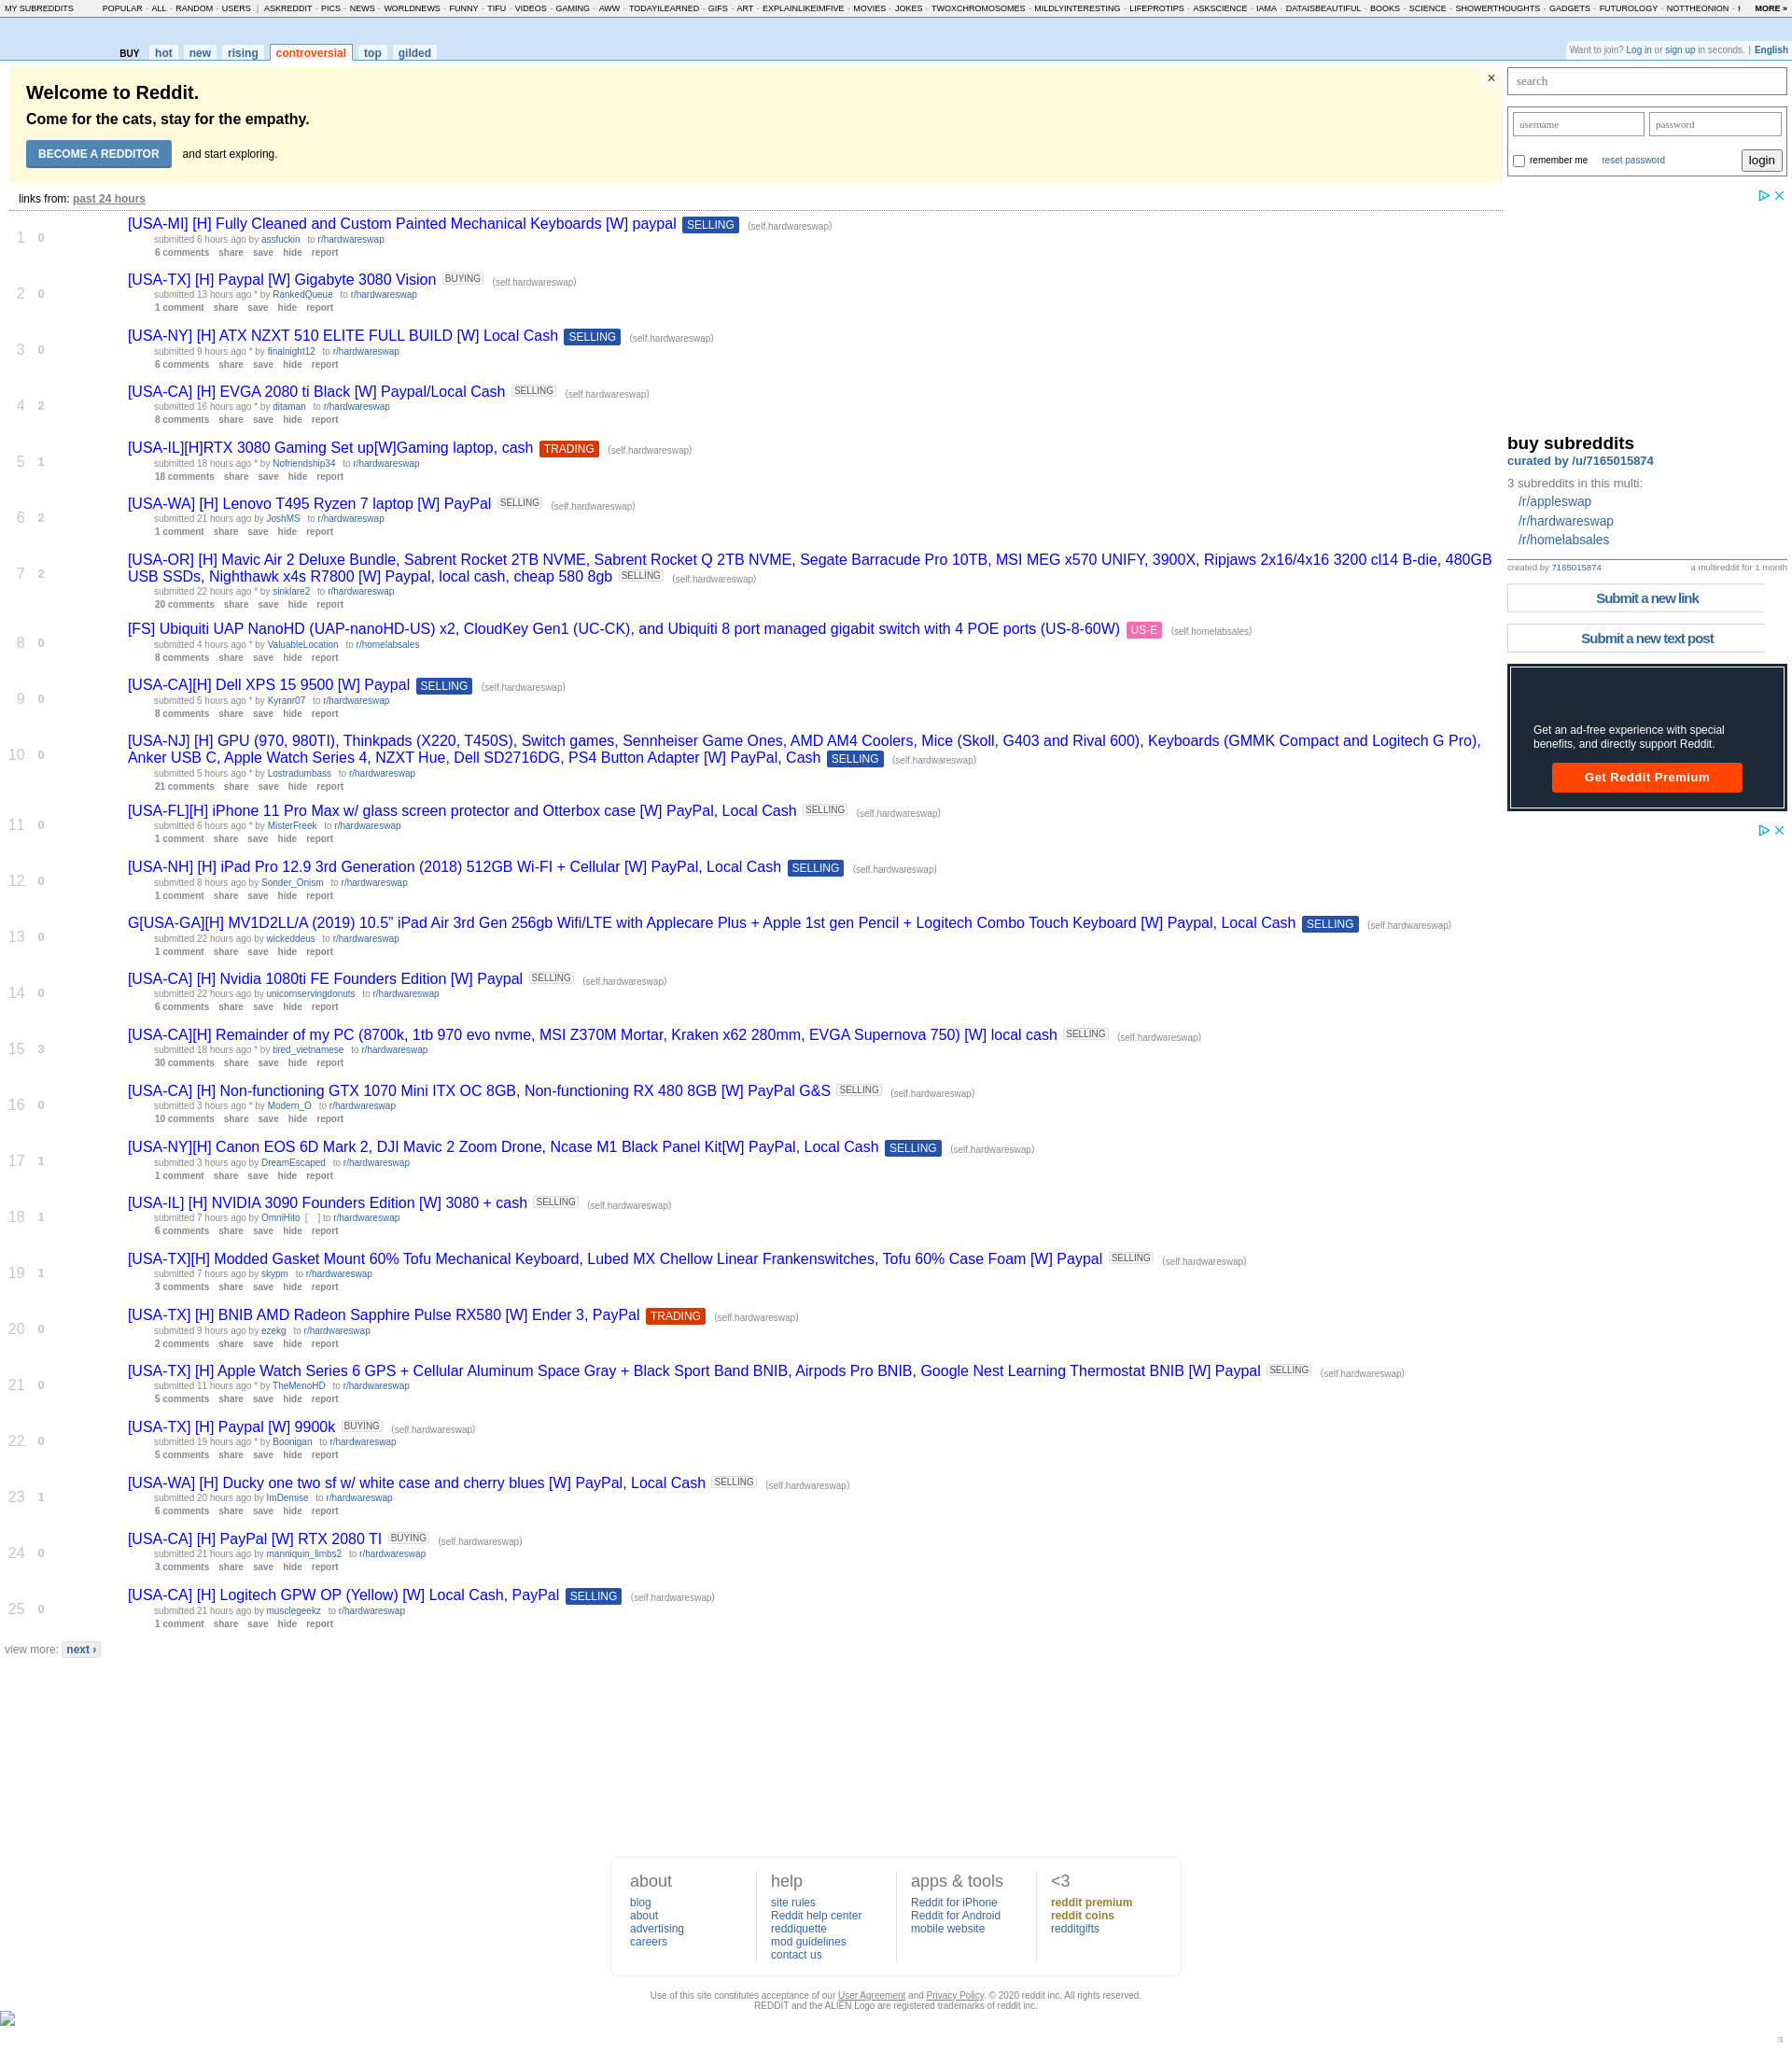 MY SUBREDDITS POPULAR - ALL - RANDOM - USERS | ASKREDDIT - PICS - NEWS - WORLDNEWS - FUNNY - TIFU - VIDEOS - GAMING - AWW - TODAYILEARNED - GIFS - ART - EXPLAINLIKEIMFIVE - MOVIES - JOKES - TWOXCHROMOSOMES - MILDLYINTERESTING - LIFEPROTIPS - ASKSCIENCE - IAMA - DATAISBEAUTIFUL - BOOKS - SCIENCE - SHOWERTHOUGHTS - GADGETS - FUTUROLOGY - NOTTHEONION - MORE »
BUY hot new rising controversial top gilded
Want to join? Log in or sign up in seconds. | English
Welcome to Reddit.
Come for the cats, stay for the empathy.
BECOME A REDDITOR and start exploring.
×
search
username password
remember me reset password login
links from: past 24 hours
1 0 [USA-MI] [H] Fully Cleaned and Custom Painted Mechanical Keyboards [W] paypal SELLING (self.hardwareswap)
submitted 6 hours ago by assfuckin to r/hardwareswap
6 comments share save hide report
2 0 [USA-TX] [H] Paypal [W] Gigabyte 3080 Vision BUYING (self.hardwareswap)
submitted 13 hours ago * by RankedQueue to r/hardwareswap
1 comment share save hide report
3 0 [USA-NY] [H] ATX NZXT 510 ELITE FULL BUILD [W] Local Cash SELLING (self.hardwareswap)
submitted 9 hours ago * by finalnight12 to r/hardwareswap
6 comments share save hide report
4 2 [USA-CA] [H] EVGA 2080 ti Black [W] Paypal/Local Cash SELLING (self.hardwareswap)
submitted 16 hours ago * by ditaman to r/hardwareswap
8 comments share save hide report
5 1 [USA-IL][H]RTX 3080 Gaming Set up[W]Gaming laptop, cash TRADING (self.hardwareswap)
submitted 18 hours ago * by Nofriendship34 to r/hardwareswap
18 comments share save hide report
6 2 [USA-WA] [H] Lenovo T495 Ryzen 7 laptop [W] PayPal SELLING (self.hardwareswap)
submitted 21 hours ago by JoshMS to r/hardwareswap
1 comment share save hide report
7 2 [USA-OR] [H] Mavic Air 2 Deluxe Bundle, Sabrent Rocket 2TB NVME, Sabrent Rocket Q 2TB NVME, Segate Barracude Pro 10TB, MSI MEG x570 UNIFY, 3900X, Ripjaws 2x16/4x16 3200 cl14 B-die, 480GB
USB SSDs, Nighthawk x4s R7800 [W] Paypal, local cash, cheap 580 8gb SELLING (self.hardwareswap)
submitted 22 hours ago * by sinklare2 to r/hardwareswap
20 comments share save hide report
8 0 [FS] Ubiquiti UAP NanoHD (UAP-nanoHD-US) x2, CloudKey Gen1 (UC-CK), and Ubiquiti 8 port managed gigabit switch with 4 POE ports (US-8-60W) US-E (self.homelabsales)
submitted 4 hours ago * by ValuableLocation to r/homelabsales
8 comments share save hide report
9 0 [USA-CA][H] Dell XPS 15 9500 [W] Paypal SELLING (self.hardwareswap)
submitted 5 hours ago * by Kyranr07 to r/hardwareswap
8 comments share save hide report
10 0 [USA-NJ] [H] GPU (970, 980TI), Thinkpads (X220, T450S), Switch games, Sennheiser Game Ones, AMD AM4 Coolers, Mice (Skoll, G403 and Rival 600), Keyboards (GMMK Compact and Logitech G Pro),
Anker USB C, Apple Watch Series 4, NZXT Hue, Dell SD2716DG, PS4 Button Adapter [W] PayPal, Cash SELLING (self.hardwareswap)
submitted 5 hours ago * by Lostradumbass to r/hardwareswap
21 comments share save hide report
11 0 [USA-FL][H] iPhone 11 Pro Max w/ glass screen protector and Otterbox case [W] PayPal, Local Cash SELLING (self.hardwareswap)
submitted 6 hours ago * by MisterFreek to r/hardwareswap
1 comment share save hide report
12 0 [USA-NH] [H] iPad Pro 12.9 3rd Generation (2018) 512GB Wi-FI + Cellular [W] PayPal, Local Cash SELLING (self.hardwareswap)
submitted 8 hours ago by Sonder_Onism to r/hardwareswap
1 comment share save hide report
13 0 G[USA-GA][H] MV1D2LL/A (2019) 10.5” iPad Air 3rd Gen 256gb Wifi/LTE with Applecare Plus + Apple 1st gen Pencil + Logitech Combo Touch Keyboard [W] Paypal, Local Cash SELLING (self.hardwareswap)
submitted 22 hours ago by wickeddeus to r/hardwareswap
1 comment share save hide report
14 0 [USA-CA] [H] Nvidia 1080ti FE Founders Edition [W] Paypal SELLING (self.hardwareswap)
submitted 22 hours ago by unicornservingdonuts to r/hardwareswap
6 comments share save hide report
15 3 [USA-CA][H] Remainder of my PC (8700k, 1tb 970 evo nvme, MSI Z370M Mortar, Kraken x62 280mm, EVGA Supernova 750) [W] local cash SELLING (self.hardwareswap)
submitted 18 hours ago * by tired_vietnamese to r/hardwareswap
30 comments share save hide report
16 0 [USA-CA] [H] Non-functioning GTX 1070 Mini ITX OC 8GB, Non-functioning RX 480 8GB [W] PayPal G&S SELLING (self.hardwareswap)
submitted 3 hours ago * by Modern_O to r/hardwareswap
10 comments share save hide report
17 1 [USA-NY][H] Canon EOS 6D Mark 2, DJI Mavic 2 Zoom Drone, Ncase M1 Black Panel Kit[W] PayPal, Local Cash SELLING (self.hardwareswap)
submitted 3 hours ago by DreamEscaped to r/hardwareswap
1 comment share save hide report
18 1 [USA-IL] [H] NVIDIA 3090 Founders Edition [W] 3080 + cash SELLING (self.hardwareswap)
submitted 7 hours ago by OmniHito [ ] to r/hardwareswap
6 comments share save hide report
19 1 [USA-TX][H] Modded Gasket Mount 60% Tofu Mechanical Keyboard, Lubed MX Chellow Linear Frankenswitches, Tofu 60% Case Foam [W] Paypal SELLING (self.hardwareswap)
submitted 7 hours ago by skypm to r/hardwareswap
3 comments share save hide report
20 0 [USA-TX] [H] BNIB AMD Radeon Sapphire Pulse RX580 [W] Ender 3, PayPal TRADING (self.hardwareswap)
submitted 9 hours ago by ezekg to r/hardwareswap
2 comments share save hide report
21 0 [USA-TX] [H] Apple Watch Series 6 GPS + Cellular Aluminum Space Gray + Black Sport Band BNIB, Airpods Pro BNIB, Google Nest Learning Thermostat BNIB [W] Paypal SELLING (self.hardwareswap)
submitted 11 hours ago * by TheMenoHD to r/hardwareswap
5 comments share save hide report
22 0 [USA-TX] [H] Paypal [W] 9900k BUYING (self.hardwareswap)
submitted 19 hours ago * by Boonigan to r/hardwareswap
5 comments share save hide report
23 1 [USA-WA] [H] Ducky one two sf w/ white case and cherry blues [W] PayPal, Local Cash SELLING (self.hardwareswap)
submitted 20 hours ago by ImDemise to r/hardwareswap
6 comments share save hide report
24 0 [USA-CA] [H] PayPal [W] RTX 2080 TI BUYING (self.hardwareswap)
submitted 21 hours ago by manniquin_limbs2 to r/hardwareswap
3 comments share save hide report
25 0 [USA-CA] [H] Logitech GPW OP (Yellow) [W] Local Cash, PayPal SELLING (self.hardwareswap)
submitted 21 hours ago by musclegeekz to r/hardwareswap
1 comment share save hide report
view more: next ›
buy subreddits
curated by /u/7165015874
3 subreddits in this multi:
/r/appleswap
/r/hardwareswap
/r/homelabsales
created by 7165015874 a multireddit for 1 month
Submit a new link
Submit a new text post
Get an ad-free experience with special
benefits, and directly support Reddit.
Get Reddit Premium
about
blog
about
advertising
careers
help
site rules
Reddit help center
reddiquette
mod guidelines
contact us
apps & tools
Reddit for iPhone
Reddit for Android
mobile website
<3
reddit premium
reddit coins
redditgifts
Use of this site constitutes acceptance of our User Agreement and Privacy Policy. © 2020 reddit inc. All rights reserved.
REDDIT and the ALIEN Logo are registered trademarks of reddit inc.
π